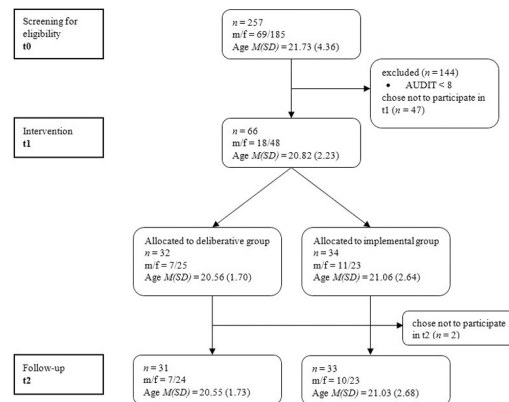 Screening for
eligibility
t0
n = 257
m/f = 69/185
Age M(SD) = 21.73 (4.36)
excluded (n = 144)
• AUDIT < 8
chose not to participate in
t1 (n = 47)
Intervention
t1
n = 66
m/f = 18/48
Age M(SD) = 20.82 (2.23)
Allocated to deliberative group
n = 32
m/f = 7/25
Age M(SD) = 20.56 (1.70)
Allocated to implemental group
n = 34
m/f = 11/23
Age M(SD) = 21.06 (2.64)
chose not to participate
in t2 (n = 2)
Follow-up
t2
n = 31
m/f = 7/24
Age M(SD) = 20.55 (1.73)
n = 33
m/f = 10/23
Age M(SD) = 21.03 (2.68)